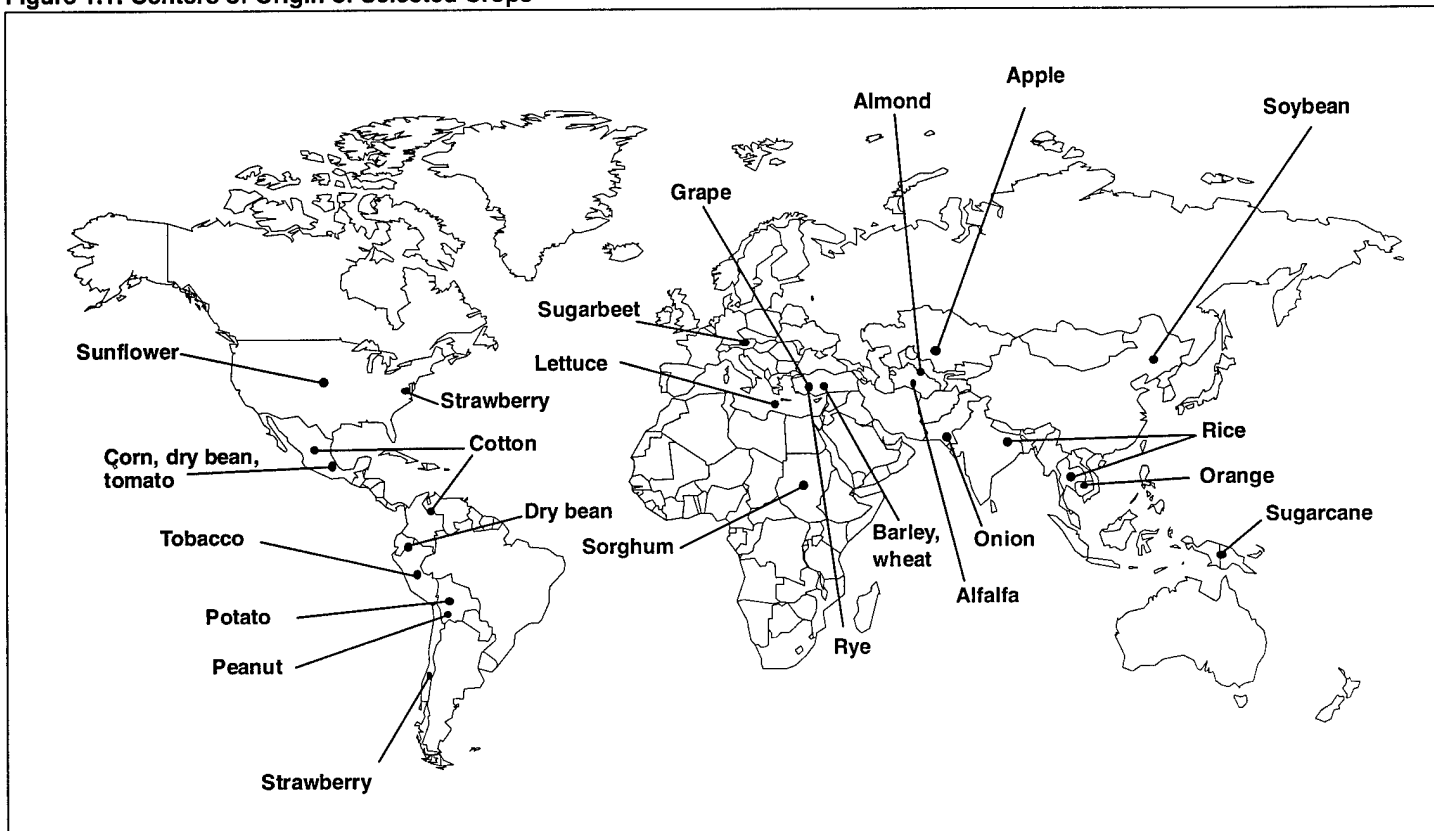 Figure 1.1. Centers of Origin of Selected Crops
Apple
Almond
Soybean
Grape
Sugarbeet
Sunflower
Lettuce
Strawberry
Cotton
Rice
Corn, dry bean,
tomato
Orange
Dry bean
Sugarcane
Tobacco
Sorghum
Barley,
wheat
Onion
Alfalfa
Potato
Rye
Peanut
Strawberry